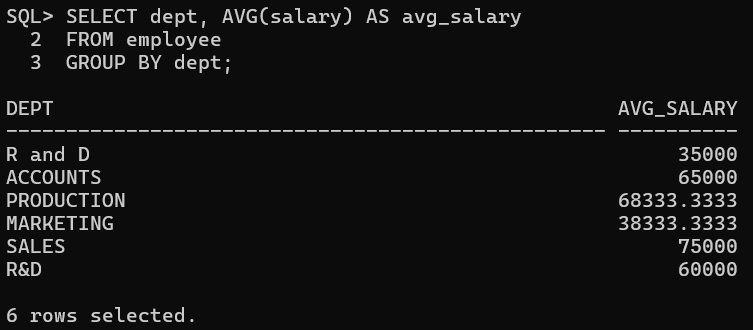 SQL> SELECT dept, AVG(salary) AS avg_salary
  2  FROM employee
  3  GROUP BY dept;

DEPT                                               AVG_SALARY
-------------------------------------------------- ----------
R and D                                                 35000
ACCOUNTS                                                65000
PRODUCTION                                         68333.3333
MARKETING                                          38333.3333
SALES                                                   75000
R&D                                                     60000

6 rows selected.